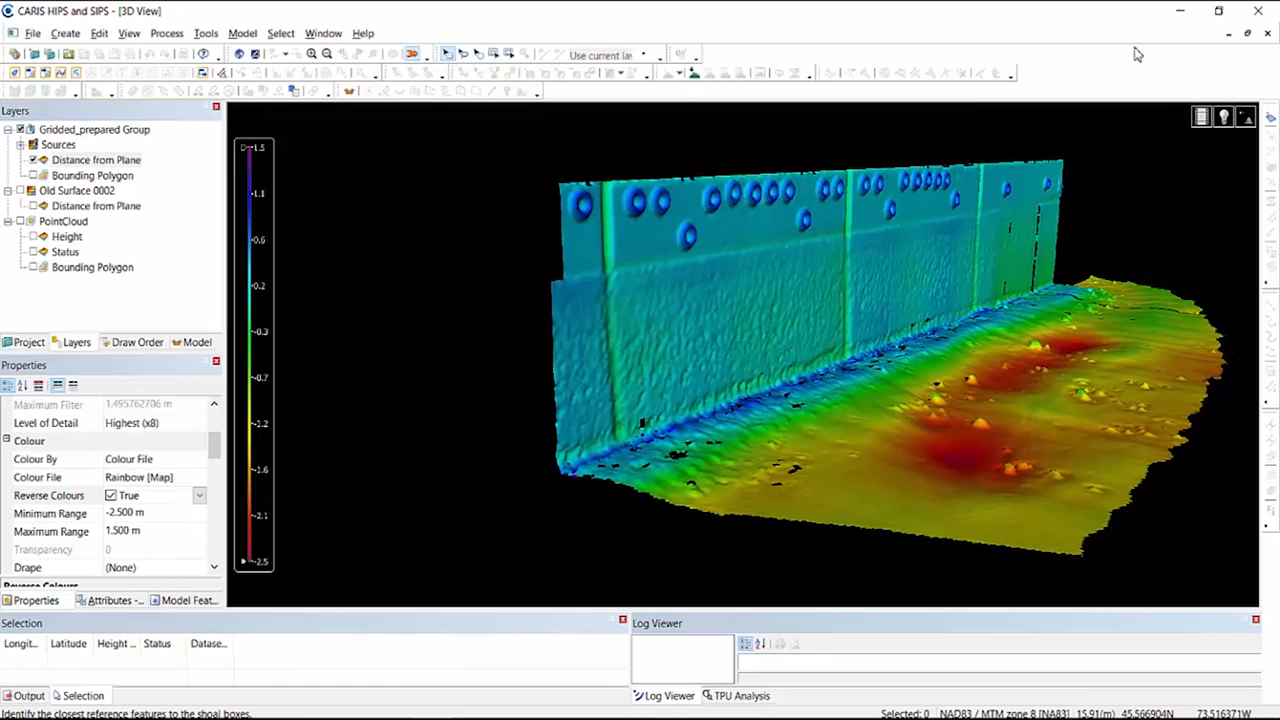 CARIS HIPS and SIPS - [3D View]
File Create Edit View Process Tools Model Select Window Help
Use current lay
Layers
Gridded_prepared Group
Sources
Distance from Plane
Bounding Polygon
Old Surface 0002
Distance from Plane
PointCloud
Height
Status
Bounding Polygon
Project Layers Draw Order Model
Properties
Maximum Filter 1.495762706 m
Level of Detail Highest (x8)
Colour
Colour By Colour File
Colour File Rainbow [Map]
Reverse Colours True
Minimum Range -2.500 m
Maximum Range 1.500 m
Transparency 0
Drape (None)
Reverse Colours
Properties Attributes -... Model Feat...
1.5
1.1
0.6
0.2
-0.3
-0.7
-1.2
-1.6
-2.1
-2.5
Selection
Longit... Latitude Height ... Status Datase...
Output Selection
Log Viewer
Log Viewer TPU Analysis
Identify the closest reference features to the shoal boxes.
Selected: 0 NAD83 / MTM zone 8 [NA83] 15.91(m) 45.566904N 73.516371W